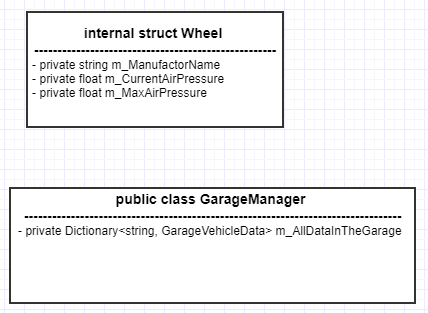 internal struct Wheel
- private string m_ManufactorName
- private float m_CurrentAirPressure
- private float m_MaxAirPressure
public class GarageManager
- private Dictionary<string, GarageVehicleData> m_AllDataInTheGarage